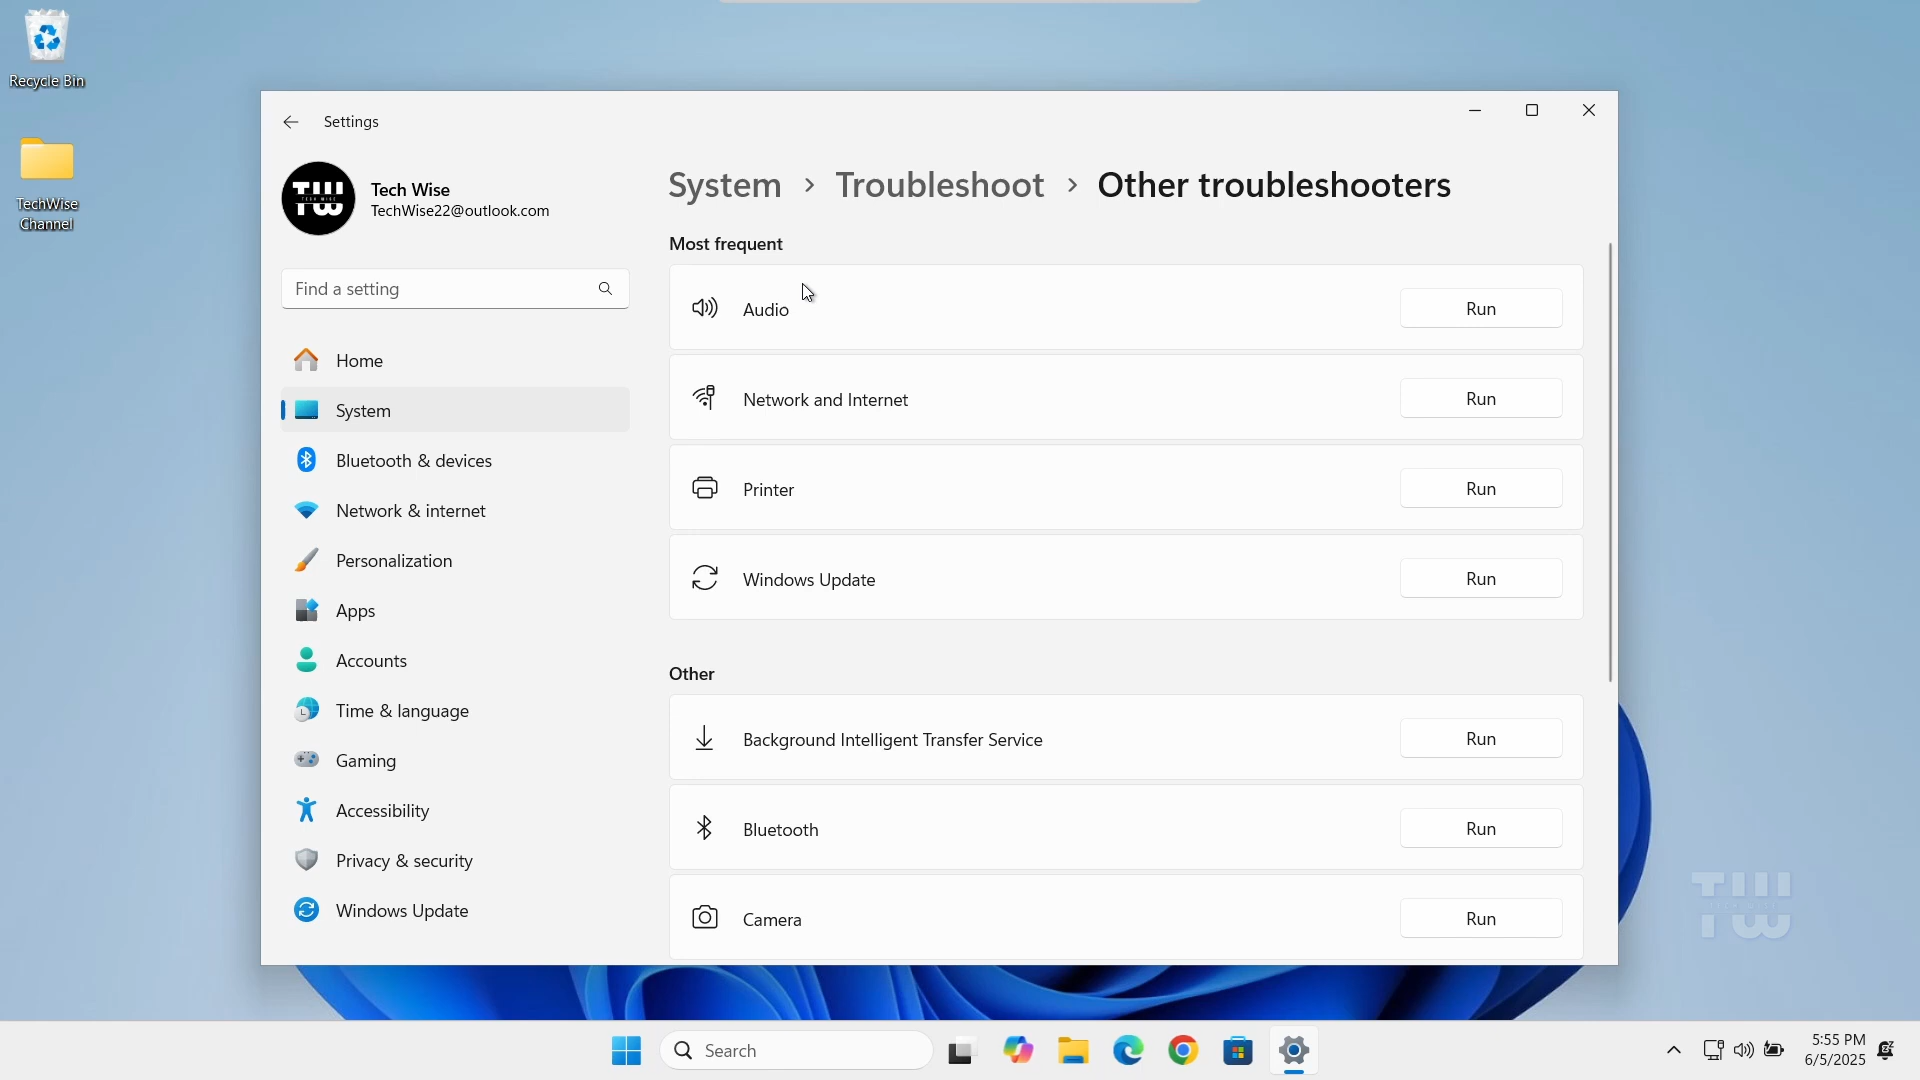 Recycle Bin
TechWise
Channel
Settings
TW
Tech Wise
TechWise22@outlook.com
Find a setting
Home
System
Bluetooth & devices
Network & internet
Personalization
Apps
Accounts
Time & language
Gaming
Accessibility
Privacy & security
Windows Update
System > Troubleshoot > Other troubleshooters
Most frequent
Audio Run
Network and Internet Run
Printer Run
Windows Update Run
Other
Background Intelligent Transfer Service Run
Bluetooth Run
Camera Run
TW
Search
5:55 PM
6/5/2025